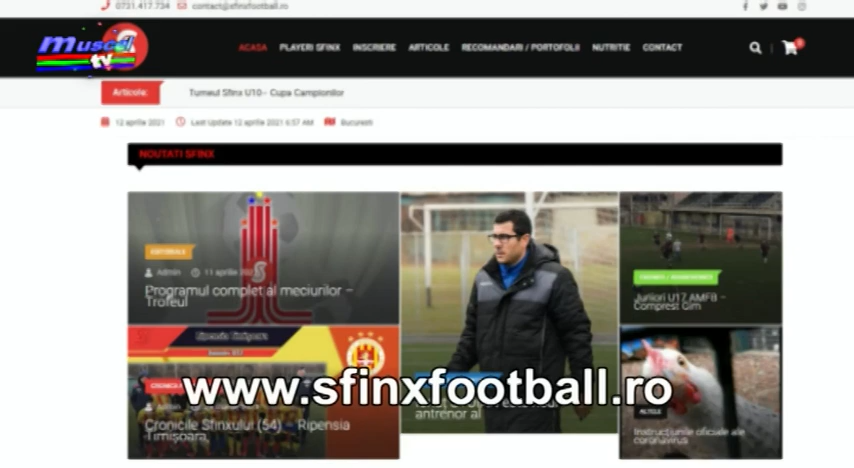 0731.417.734 contact@sfinxfootball.ro
Muscel
tv
ACASA PLAYERI SFINX INSCRIERE ARTICOLE RECOMANDARI / PORTOFOLII NUTRITIE CONTACT
Articole: Turneul Sfinx U10 - Cupa Campionilor
12 aprilie 2021 Last Update 12 aprilie 2021 6:57 AM Bucuresti
NOUTATI SFINX
EDITORIALE
Admin 11 aprilie
Programul complet al meciurilor –
Trofeul
Juniori U17 AMFB –
Comprest Gim
www.sfinxfootball.ro
antrenor al
Admin
Cronicile Sfinxului (54) – Ripensia
Timișoara,
ALTELE
Instrucțiunile oficiale ale
coronavirus